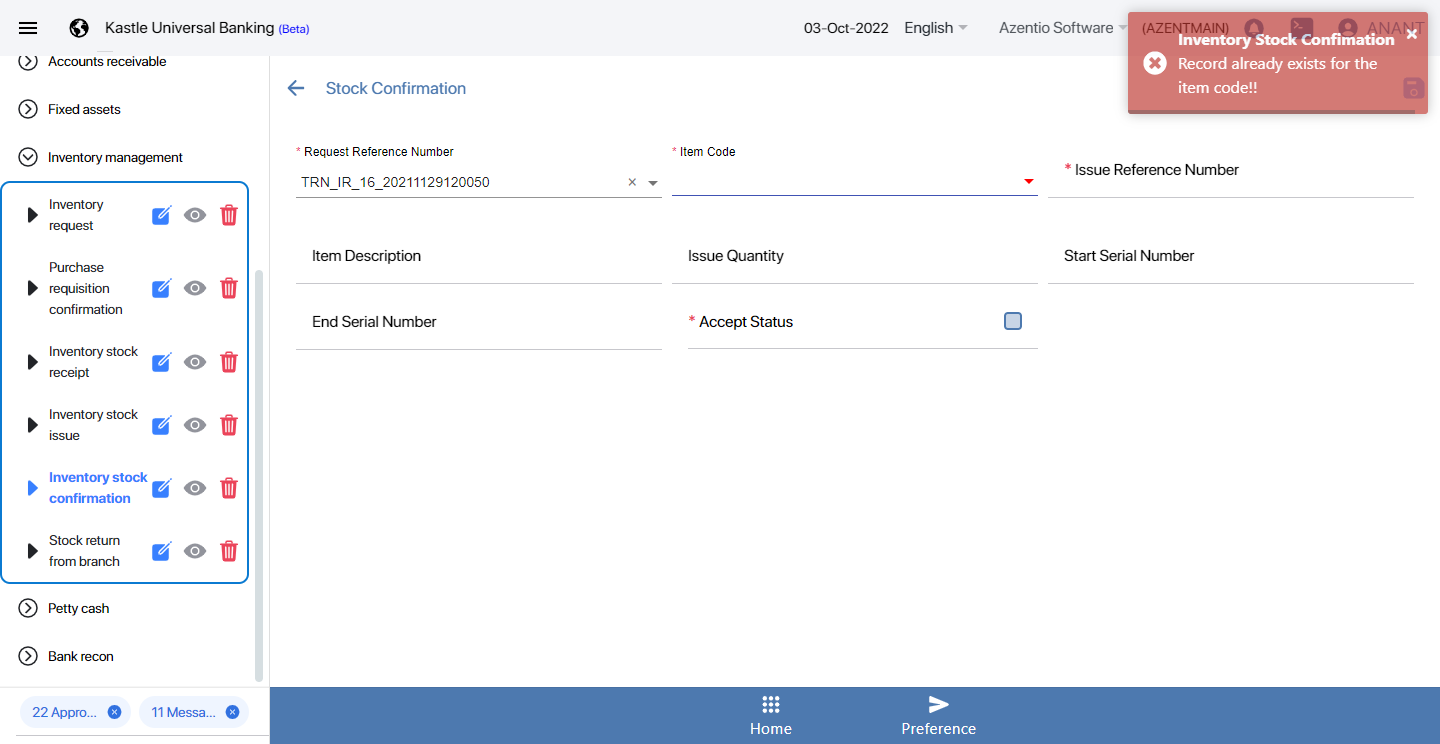 Kastle Universal Banking (Beta)
03-Oct-2022
English
Azentio Software
(AZENTMAIN)
ANANT
Inventory Stock Confimation
Record already exists for the
item code!!
Accounts receivable
Fixed assets
Inventory management
Inventory
request
Purchase
requisition
confirmation
Inventory stock
receipt
Inventory stock
issue
Inventory stock
confirmation
Stock return
from branch
Petty cash
Bank recon
22 Appro...
11 Messa...
Stock Confirmation
* Request Reference Number
TRN_IR_16_20211129120050
* Item Code
* Issue Reference Number
Item Description
Issue Quantity
Start Serial Number
End Serial Number
* Accept Status
Home
Preference